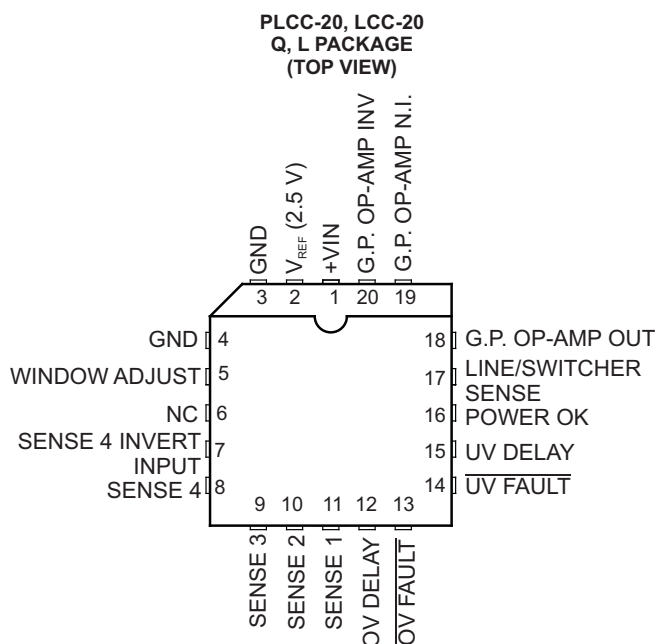 PLCC-20, LCC-20
Q, L PACKAGE
(TOP VIEW)
GND
VREF (2.5 V)
+VIN
G.P. OP-AMP INV
G.P. OP-AMP N.I.
3 2 1 20 19
GND 4
WINDOW ADJUST 5
NC 6
SENSE 4 INVERT
INPUT 7
SENSE 4 8
18 G.P. OP-AMP OUT
17 LINE/SWITCHER
SENSE
16 POWER OK
15 UV DELAY
14 UV FAULT
9 10 11 12 13
SENSE 3
SENSE 2
SENSE 1
OV DELAY
OV FAULT